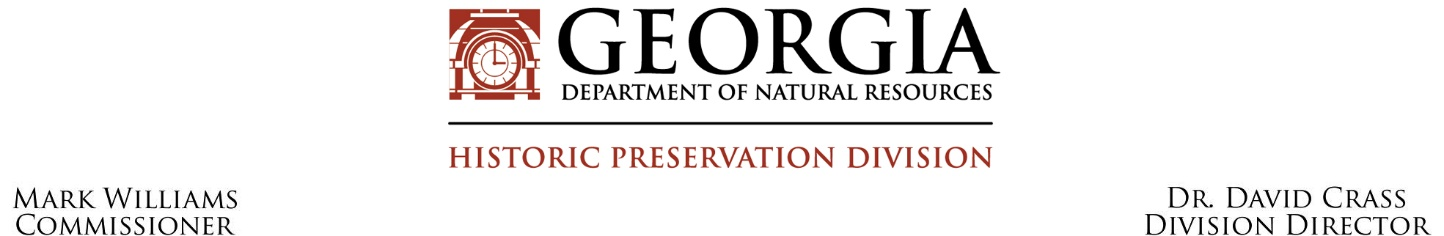 GEORGIA
DEPARTMENT OF NATURAL RESOURCES
HISTORIC PRESERVATION DIVISION
MARK WILLIAMS
COMMISSIONER
DR. DAVID CRASS
DIVISION DIRECTOR